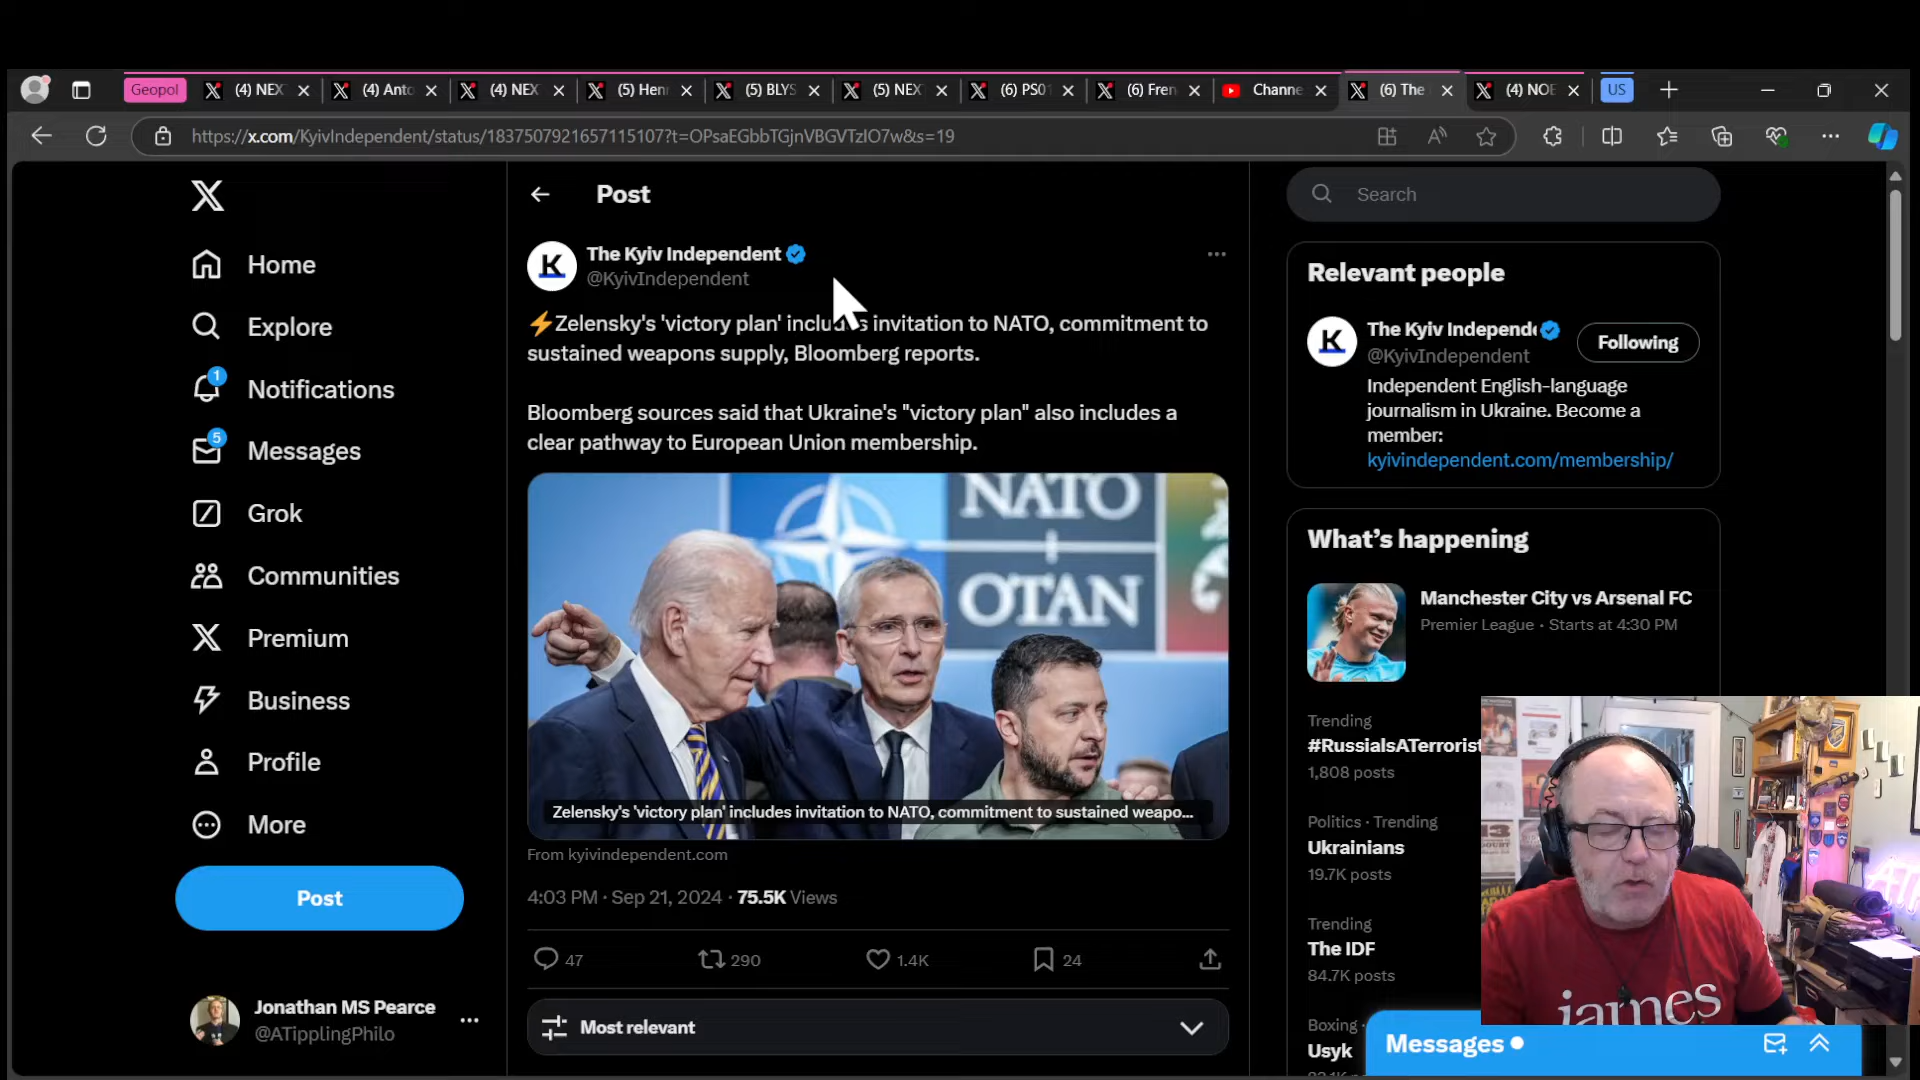 Geopol
(4) NEX
(4) Anto
(4) NEX
(5) Henr
(5) BLYS
(5) NEX
(6) PS01
(6) Fren
Channe
(6) The
(4) NOE
US
https://x.com/KyivIndependent/status/1837507921657115107?t=OPsaEGbbTGjnVBGVTzIO7w&s=19
Home
Explore
1
Notifications
5
Messages
Grok
Communities
Premium
Business
Profile
More
Post
Jonathan MS Pearce
@ATipplingPhilo
Post
K
The Kyiv Independent
@KyivIndependent
⚡Zelensky's 'victory plan' includes invitation to NATO, commitment to
sustained weapons supply, Bloomberg reports.
Bloomberg sources said that Ukraine's "victory plan" also includes a
clear pathway to European Union membership.
NATO
OTAN
Zelensky's 'victory plan' includes invitation to NATO, commitment to sustained weapo...
From kyivindependent.com
4:03 PM · Sep 21, 2024 · 75.5K Views
47
290
1.4K
24
Most relevant
Search
Relevant people
K
The Kyiv Independe
@KyivIndependent
Following
Independent English-language
journalism in Ukraine. Become a
member:
kyivindependent.com/membership/
What's happening
Manchester City vs Arsenal FC
Premier League · Starts at 4:30 PM
Trending
#RussiaIsATerrorist
1,808 posts
Politics · Trending
Ukrainians
19.7K posts
Trending
The IDF
84.7K posts
Boxing ·
Usyk
james
Messages